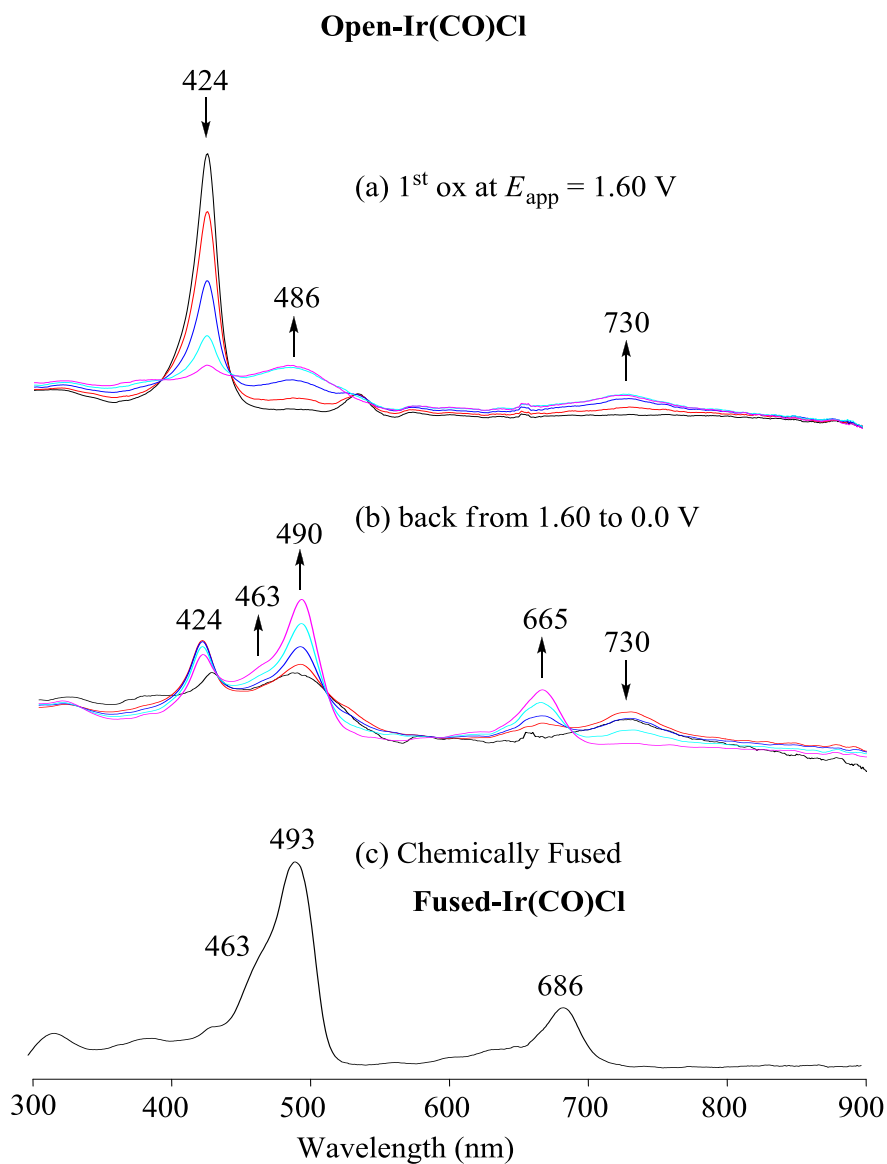 Open-Ir(CO)Cl
424
(a) 1st ox at Eapp = 1.60 V
486
730
(b) back from 1.60 to 0.0 V
490
463
424
665
730
493
(c) Chemically Fused
Fused-Ir(CO)Cl
463
686
300 400 500 600 700 800 900
Wavelength (nm)